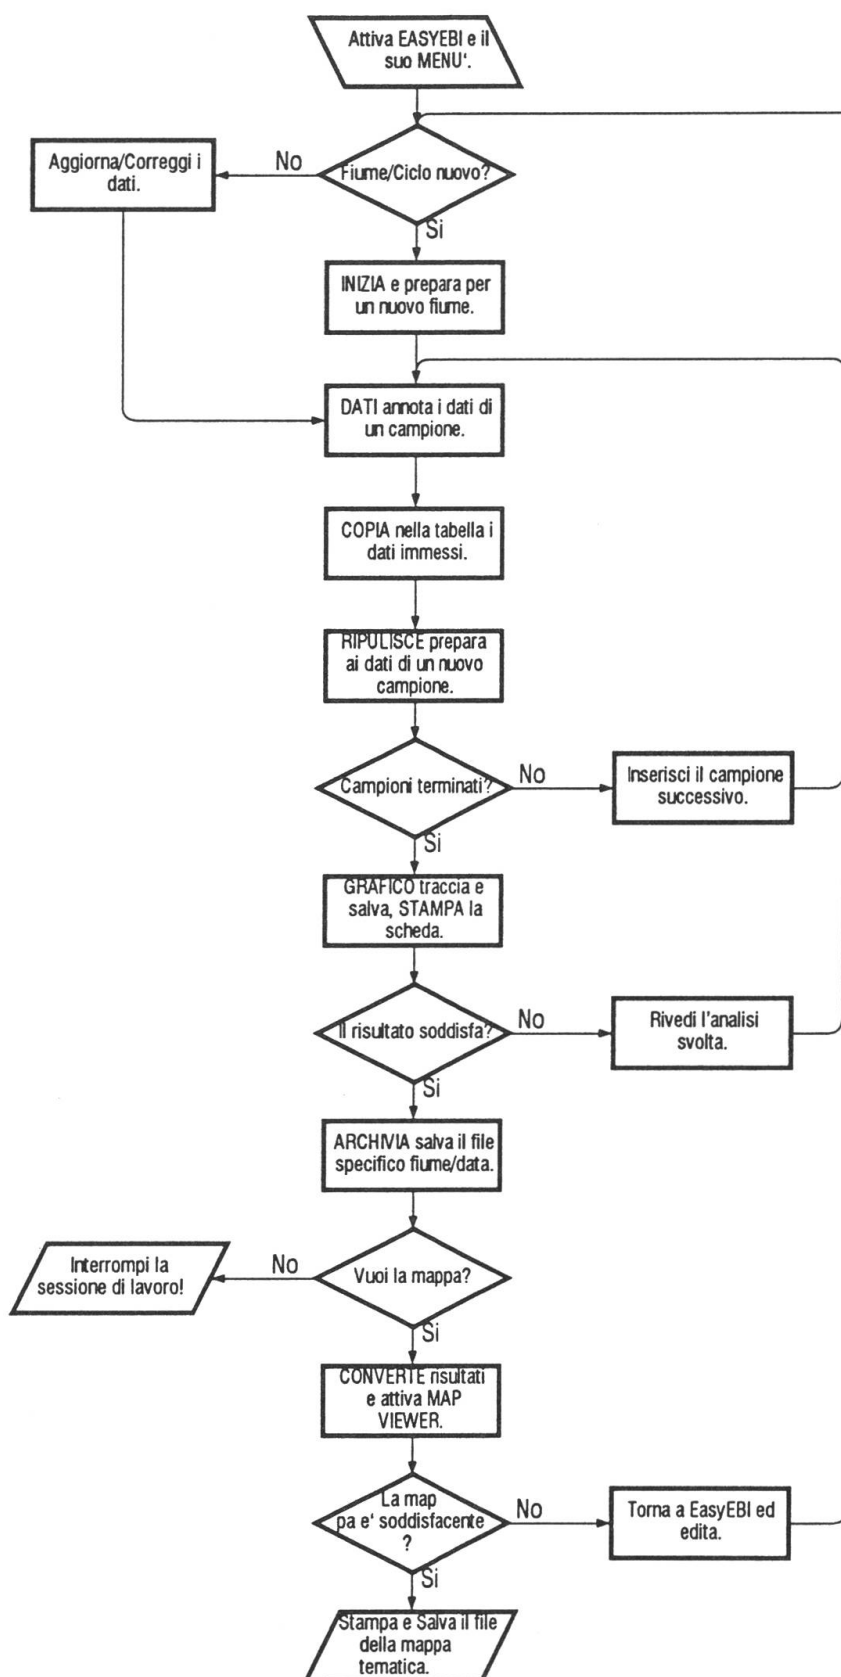 Attiva EASYEBI e il
suo MENU'.
Aggiorna/Correggi i
dati.
No
Fiume/Ciclo nuovo?
Si
INIZIA e prepara per
un nuovo fiume.
DATI annota i dati di
un campione.
COPIA nella tabella i
dati immessi.
RIPULISCE prepara
ai dati di un nuovo
campione.
Campioni terminati?
No
Inserisci il campione
successivo.
Si
GRAFICO traccia e
salva, STAMPA la
scheda.
Il risultato soddisfa?
No
Rivedi l'analisi
svolta.
Si
ARCHIVIA salva il file
specifico fiume/data.
Interrompi la
sessione di lavoro!
No
Vuoi la mappa?
Si
CONVERTE risultati
e attiva MAP
VIEWER.
La map
pa e' soddisfacente
?
No
Torna a EasyEBI ed
edita.
Si
Stampa e Salva il file
della mappa
tematica.